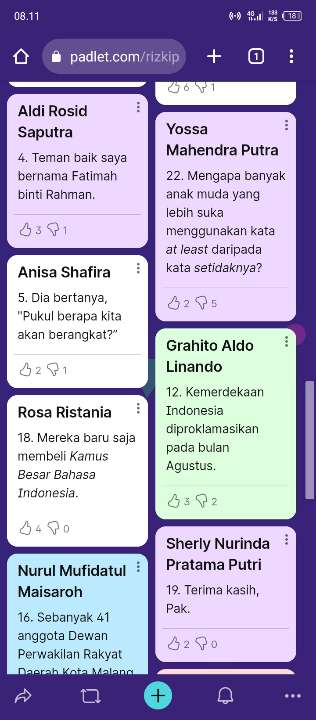 08.11
4G
188
K/S
18
padlet.com/rizkip
1
Aldi Rosid
Saputra
4. Teman baik saya
bernama Fatimah
binti Rahman.
3 1
Anisa Shafira
5. Dia bertanya,
"Pukul berapa kita
akan berangkat?"
2 1
Rosa Ristania
18. Mereka baru saja
membeli Kamus
Besar Bahasa
Indonesia.
4 0
Nurul Mufidatul
Maisaroh
16. Sebanyak 41
anggota Dewan
Perwakilan Rakyat
Daerah Kota Malang
6 1
Yossa
Mahendra Putra
22. Mengapa banyak
anak muda yang
lebih suka
menggunakan kata
at least daripada
kata setidaknya?
2 5
Grahito Aldo
Linando
12. Kemerdekaan
Indonesia
diproklamasikan
pada bulan
Agustus.
3 2
Sherly Nurinda
Pratama Putri
19. Terima kasih,
Pak.
2 0